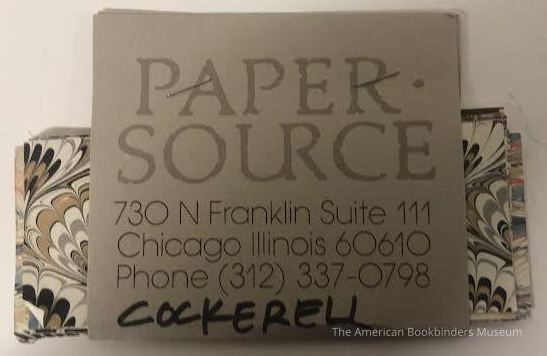 PAPER ·
SOURCE
730 N Franklin Suite 111
Chicago Illinois 60610
Phone (312) 337-0798
COCKERELL
The American Bookbinders Museum